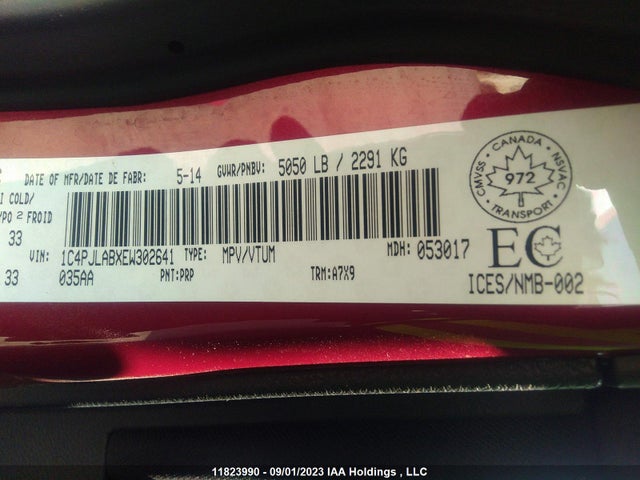 DATE OF MFR/DATE DE FABR: 5-14 GVWR/PNBV: 5050 LB / 2291 KG
I COLD/
/PO 2 FROID
33
VIN: 1C4PJLABXEW302641 TYPE: MPV/VTUM MDH: 053017
33 035AA PNT:PRP TRM:A7X9
CANADA
CMVSS NSVAC
972
TRANSPORT
EC
ICES/NMB-002
11823990 - 09/01/2023 IAA Holdings , LLC